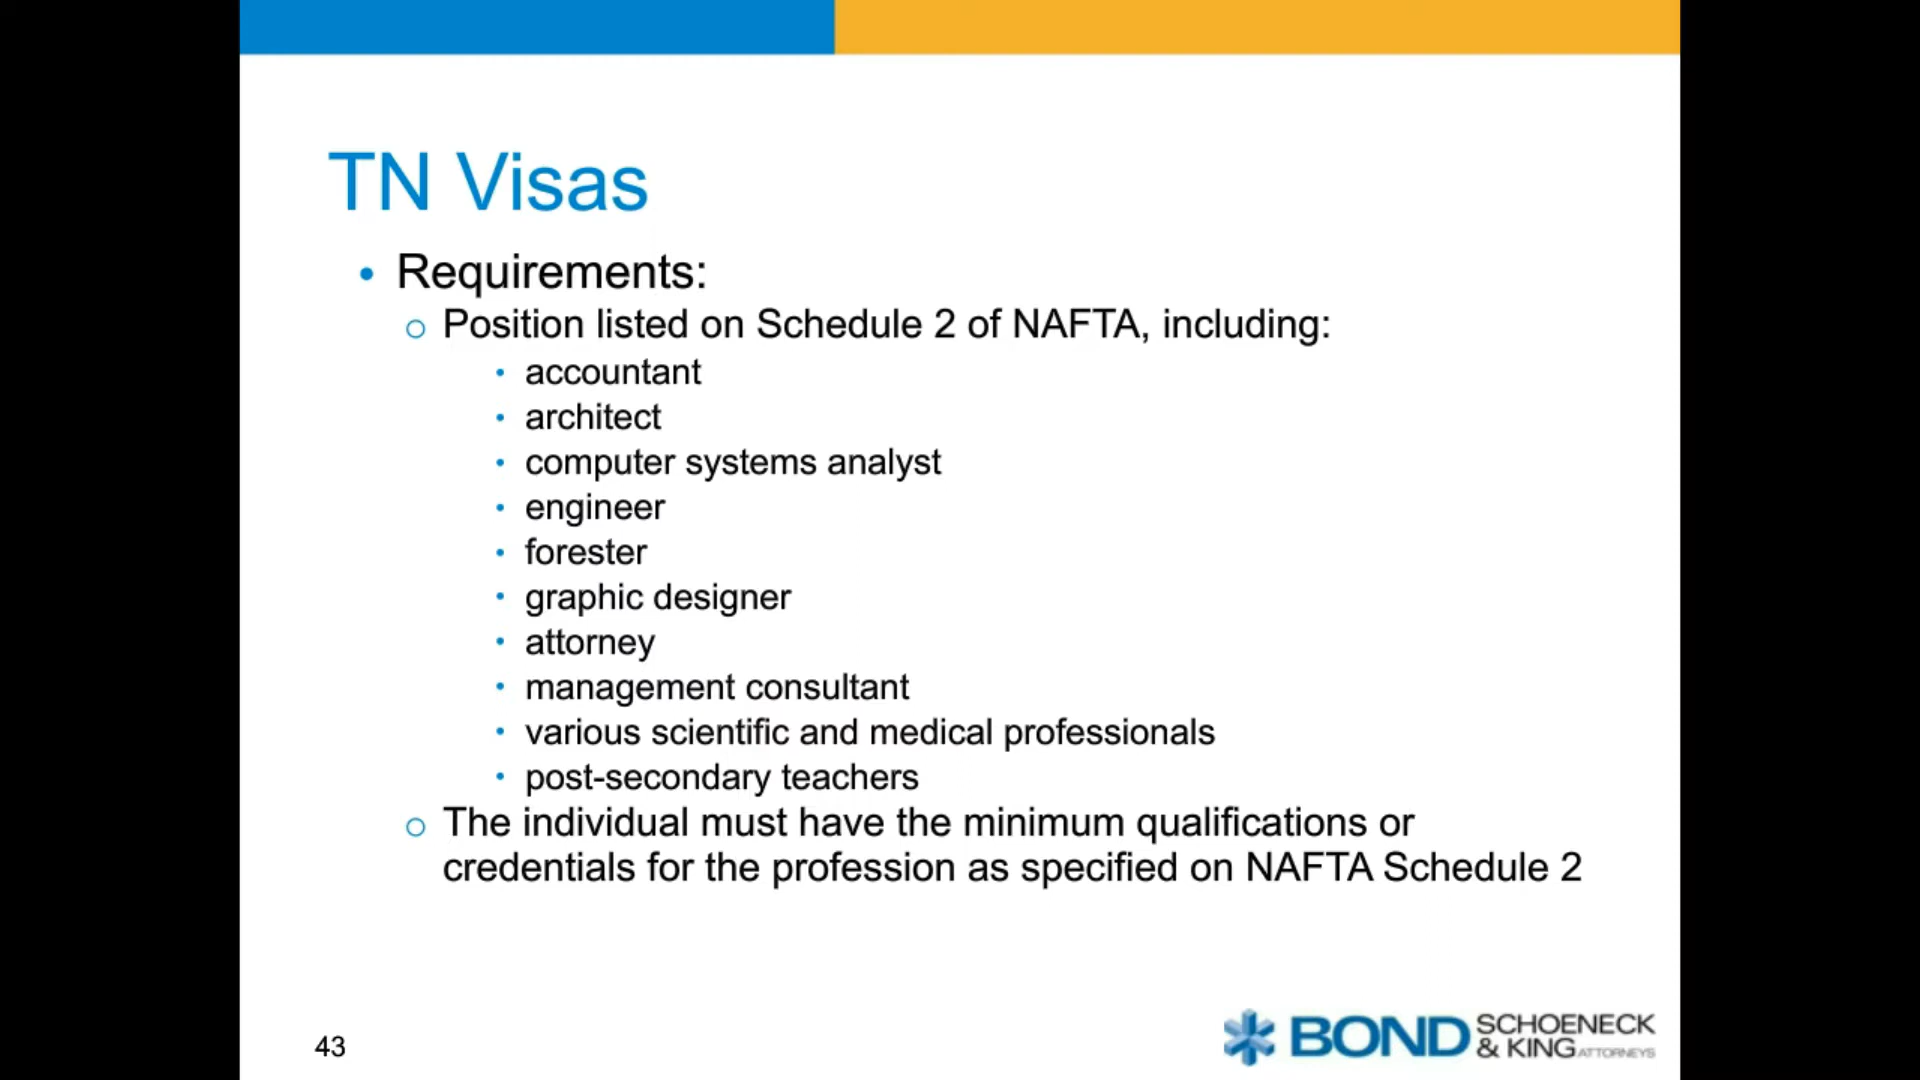 TN Visas
• Requirements:
o Position listed on Schedule 2 of NAFTA, including:
• accountant
• architect
• computer systems analyst
• engineer
• forester
• graphic designer
• attorney
• management consultant
• various scientific and medical professionals
• post-secondary teachers
o The individual must have the minimum qualifications or
credentials for the profession as specified on NAFTA Schedule 2
43
BOND SCHOENECK
& KING ATTORNEYS